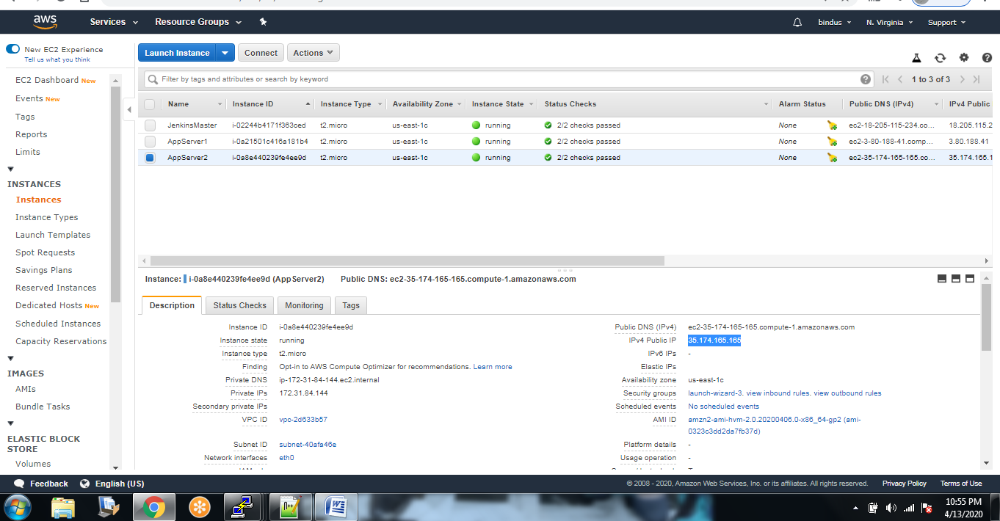 aws
Services
Resource Groups
bindus
N. Virginia
Support
New EC2 Experience
Tell us what you think
Launch Instance
Connect
Actions
EC2 Dashboard New
Events New
Tags
Reports
Limits
INSTANCES
Instances
Instance Types
Launch Templates
Spot Requests
Savings Plans
Reserved Instances
Dedicated Hosts New
Scheduled Instances
Capacity Reservations
IMAGES
AMIs
Bundle Tasks
ELASTIC BLOCK
STORE
Volumes
Filter by tags and attributes or search by keyword
1 to 3 of 3
Name Instance ID Instance Type Availability Zone Instance State Status Checks Alarm Status Public DNS (IPv4) IPv4 Public
JenkinsMaster i-02244b4171f363ced t2.micro us-east-1c running 2/2 checks passed None ec2-18-205-115-234.co... 18.205.115.2
AppServer1 i-0a21501c416a181b4 t2.micro us-east-1c running 2/2 checks passed None ec2-3-80-188-41.comp... 3.80.188.41
AppServer2 i-0a8e440239fe4ee9d t2.micro us-east-1c running 2/2 checks passed None ec2-35-174-165-165.co... 35.174.165.1
Instance: i-0a8e440239fe4ee9d (AppServer2) Public DNS: ec2-35-174-165-165.compute-1.amazonaws.com
Description Status Checks Monitoring Tags
Instance ID i-0a8e440239fe4ee9d
Instance state running
Instance type t2.micro
Finding Opt-in to AWS Compute Optimizer for recommendations. Learn more
Private DNS ip-172-31-84-144.ec2.internal
Private IPs 172.31.84.144
Secondary private IPs
VPC ID vpc-2d633b57
Subnet ID subnet-40afa46e
Network interfaces eth0
Public DNS (IPv4) ec2-35-174-165-165.compute-1.amazonaws.com
IPv4 Public IP 35.174.165.165
IPv6 IPs -
Elastic IPs
Availability zone us-east-1c
Security groups launch-wizard-3. view inbound rules. view outbound rules
Scheduled events No scheduled events
AMI ID amzn2-ami-hvm-2.0.20200406.0-x86_64-gp2 (ami-
0323c3dd2da7fb37d)
Platform details -
Usage operation -
Feedback English (US)
© 2008 - 2020, Amazon Web Services, Inc. or its affiliates. All rights reserved. Privacy Policy Terms of Use
10:55 PM
4/13/2020